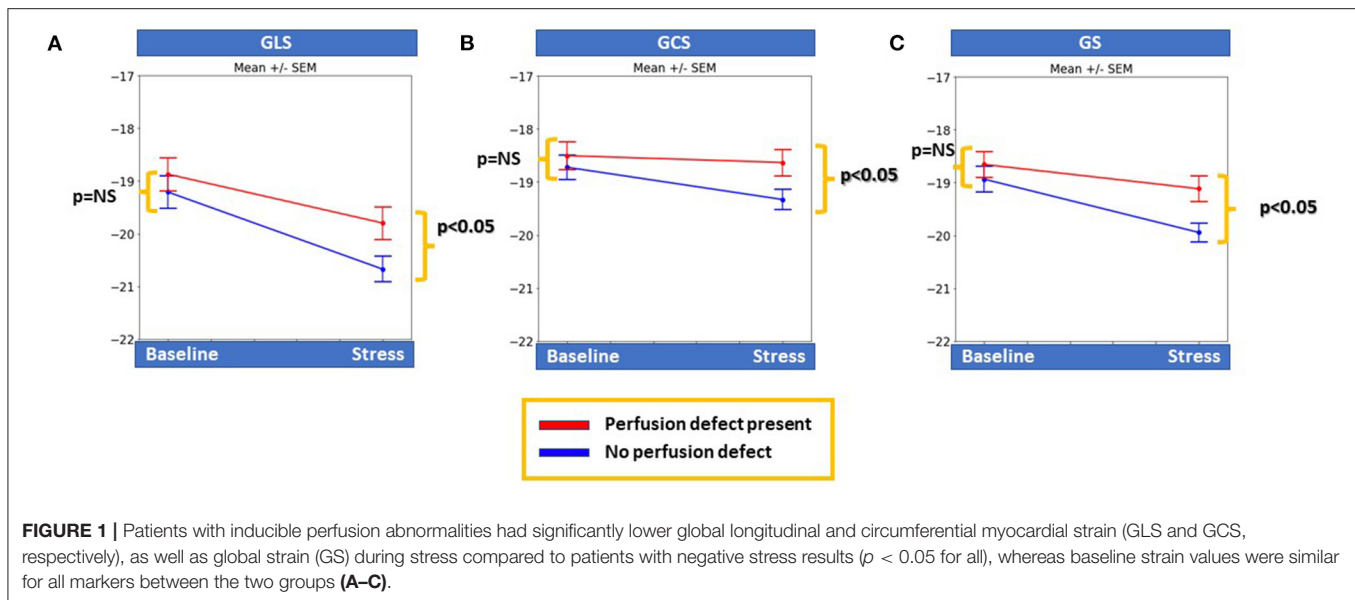 A
GLS
Mean +/- SEM
−17
−18
−19
−20
−21
−22
p=NS
p<0.05
Baseline Stress
B
GCS
Mean +/- SEM
−17
−18
−19
−20
−21
−22
p=NS
p<0.05
Baseline Stress
C
GS
Mean +/- SEM
−17
−18
−19
−20
−21
−22
p=NS
p<0.05
Baseline Stress
Perfusion defect present
No perfusion defect
FIGURE 1 | Patients with inducible perfusion abnormalities had significantly lower global longitudinal and circumferential myocardial strain (GLS and GCS,
respectively), as well as global strain (GS) during stress compared to patients with negative stress results (p < 0.05 for all), whereas baseline strain values were similar
for all markers between the two groups (A–C).